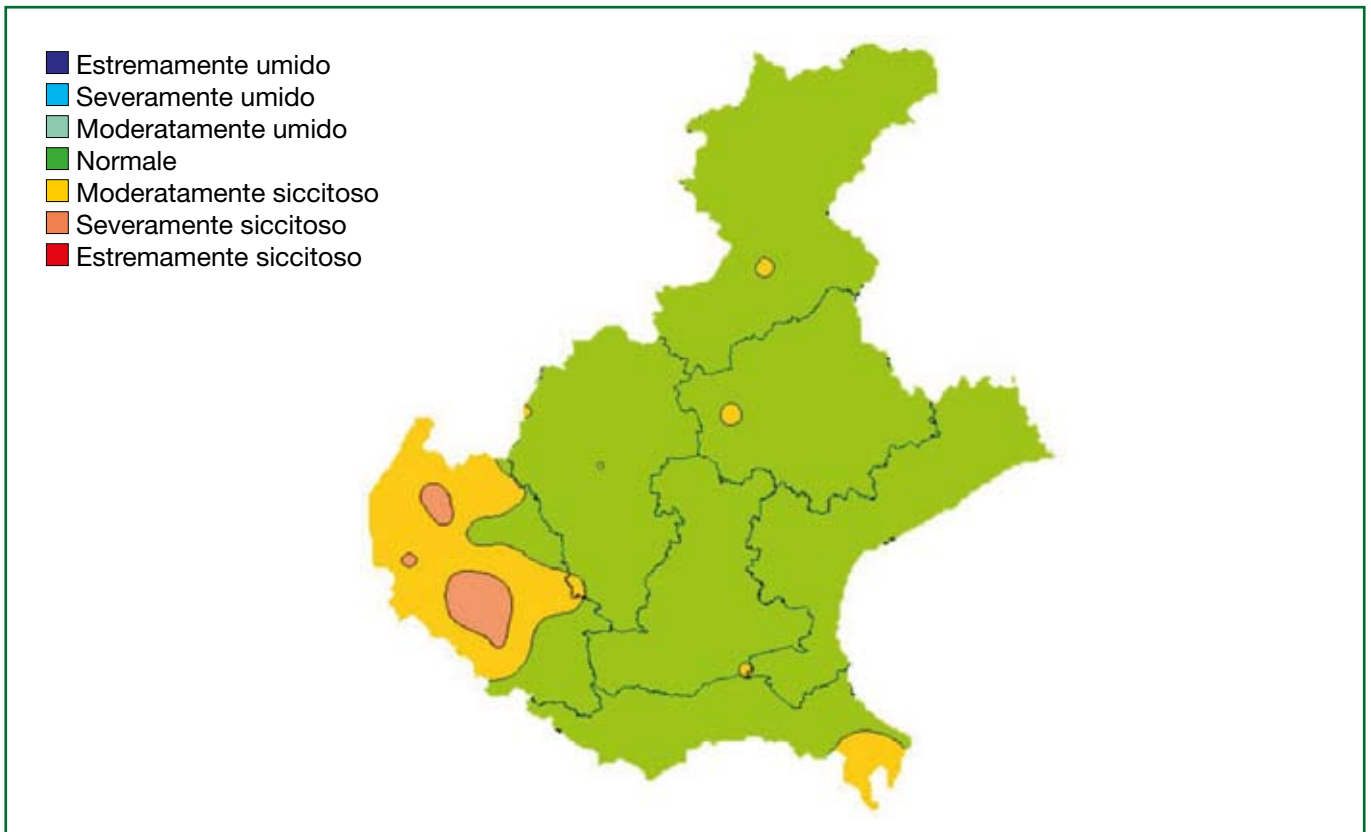 Estremamente umido
Severamente umido
Moderatamente umido
Normale
Moderatamente siccitoso
Severamente siccitoso
Estremamente siccitoso